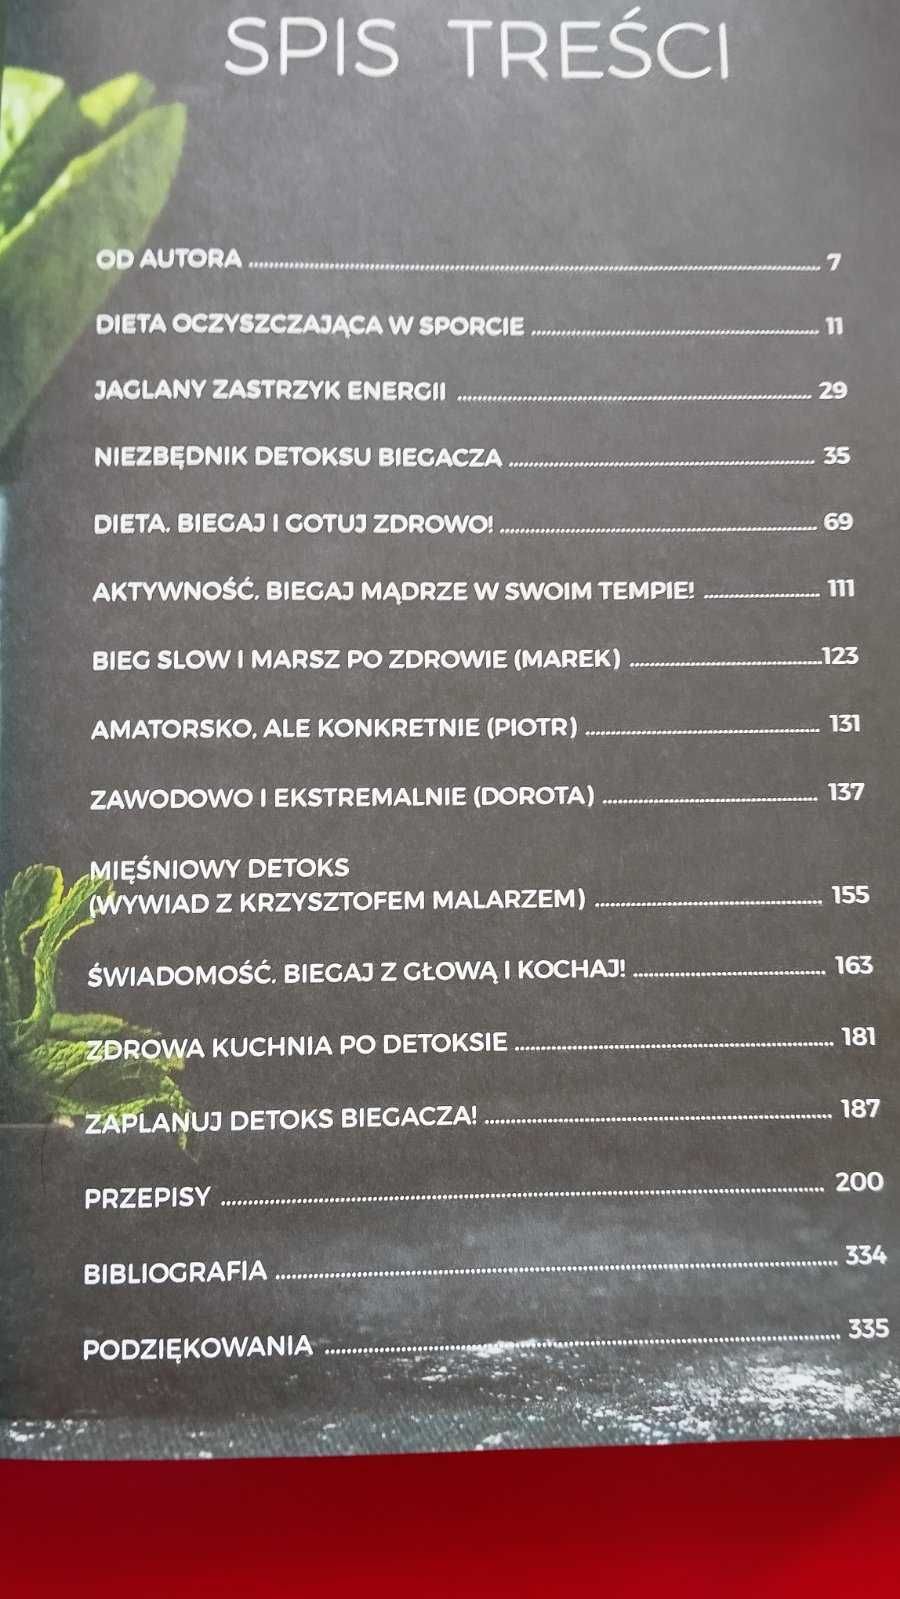 SPIS TREŚCI
OD AUTORA ........................ 7
DIETA OCZYSZCZAJĄCA W SPORCIE ........................ 11
JAGLANY ZASTRZYK ENERGII ........................ 29
NIEZBĘDNIK DETOKSU BIEGACZA ........................ 35
DIETA. BIEGAJ I GOTUJ ZDROWO! ........................ 69
AKTYWNOŚĆ. BIEGAJ MĄDRZE W SWOIM TEMPIE! ........................ 111
BIEG SLOW I MARSZ PO ZDROWIE (MAREK) ........................ 123
AMATORSKO, ALE KONKRETNIE (PIOTR) ........................ 131
ZAWODOWO I EKSTREMALNIE (DOROTA) ........................ 137
MIĘŚNIOWY DETOKS
(WYWIAD Z KRZYSZTOFEM MALARZEM) ........................ 155
ŚWIADOMOŚĆ. BIEGAJ Z GŁOWĄ I KOCHAJ! ........................ 163
ZDROWA KUCHNIA PO DETOKSIE ........................ 181
ZAPLANUJ DETOKS BIEGACZA! ........................ 187
PRZEPISY ........................ 200
BIBLIOGRAFIA ........................ 334
PODZIĘKOWANIA ........................ 335